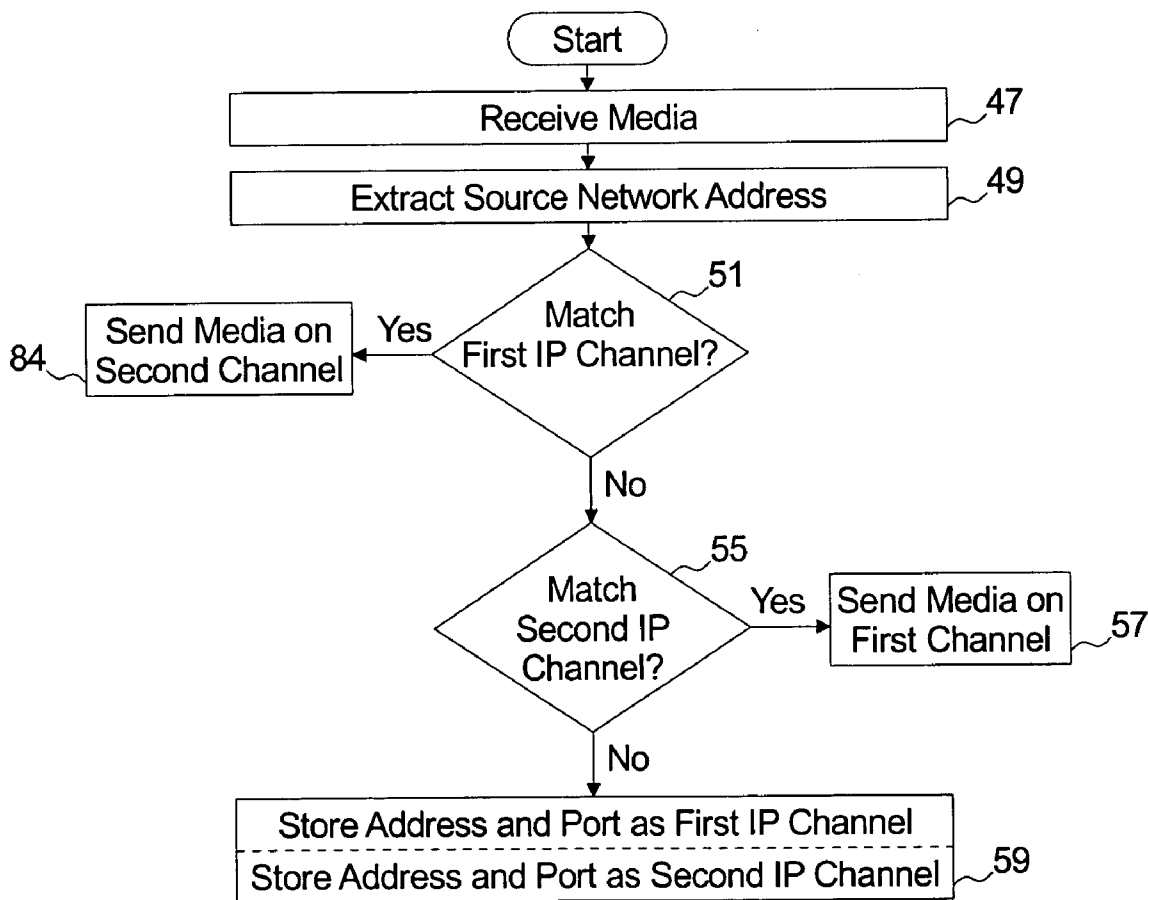 Start
Receive Media
47
Extract Source Network Address
49
51
Match
First IP Channel?
Yes
Send Media on
Second Channel
84
No
55
Match
Second IP
Channel?
Yes
Send Media on
First Channel
57
No
Store Address and Port as First IP Channel
Store Address and Port as Second IP Channel
59